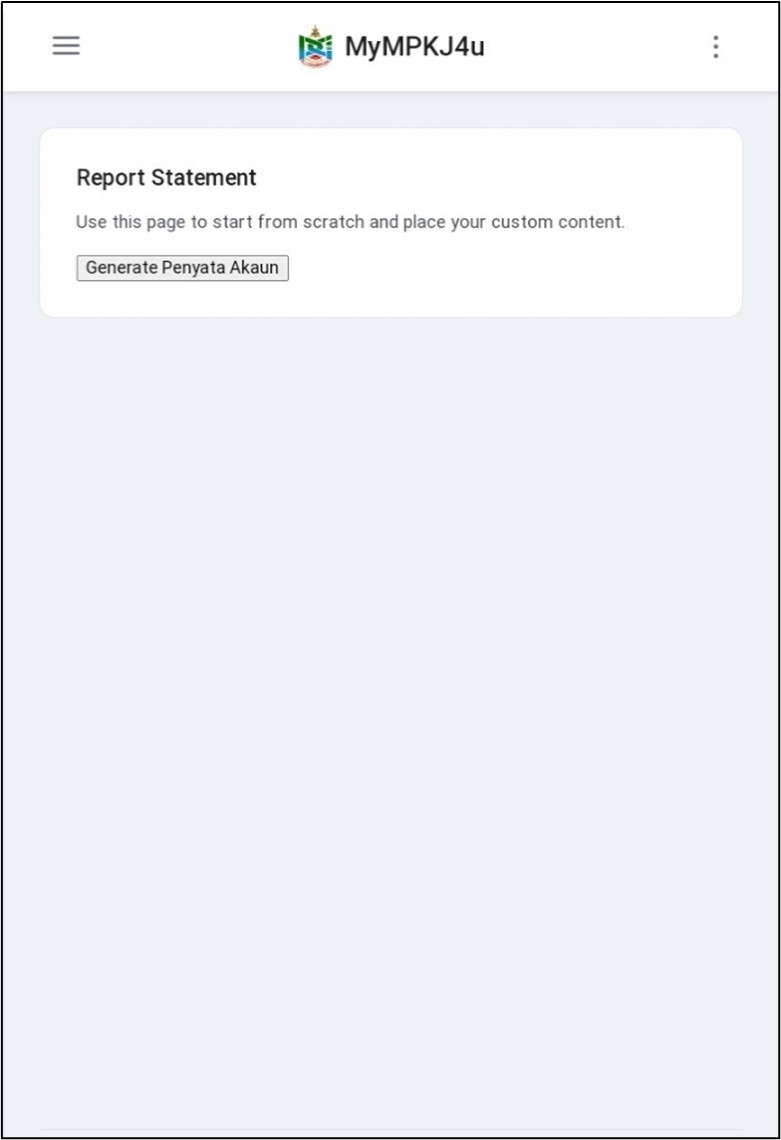 MyMPKJ4u
Report Statement
Use this page to start from scratch and place your custom content.
Generate Penyata Akaun